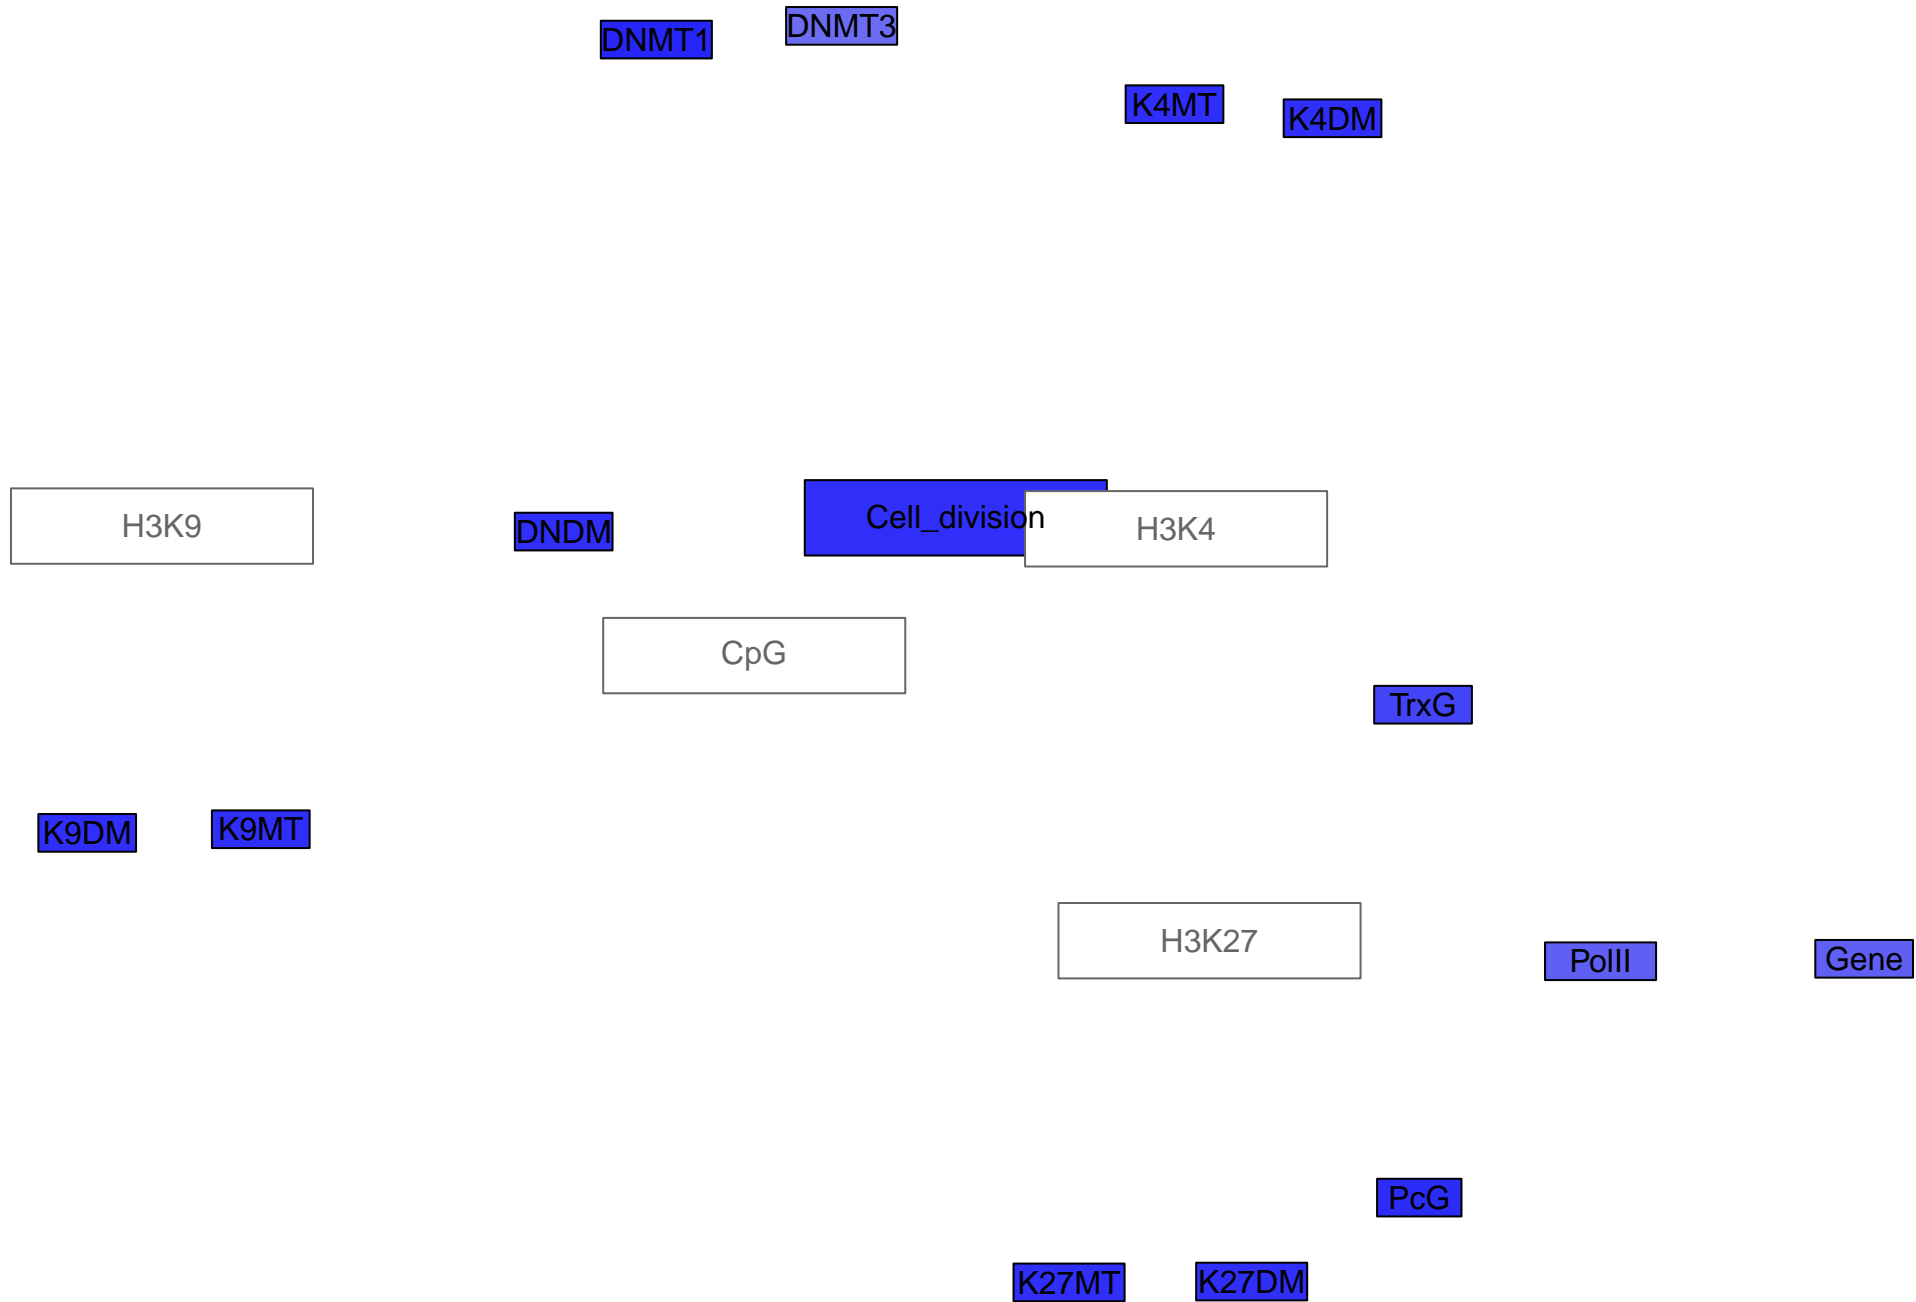 DNMT1
DNMT3
K4MT
K4DM
H3K9
DNDM
Cell_division
H3K4
CpG
TrxG
K9DM
K9MT
H3K27
PolII
Gene
PcG
K27MT
K27DM